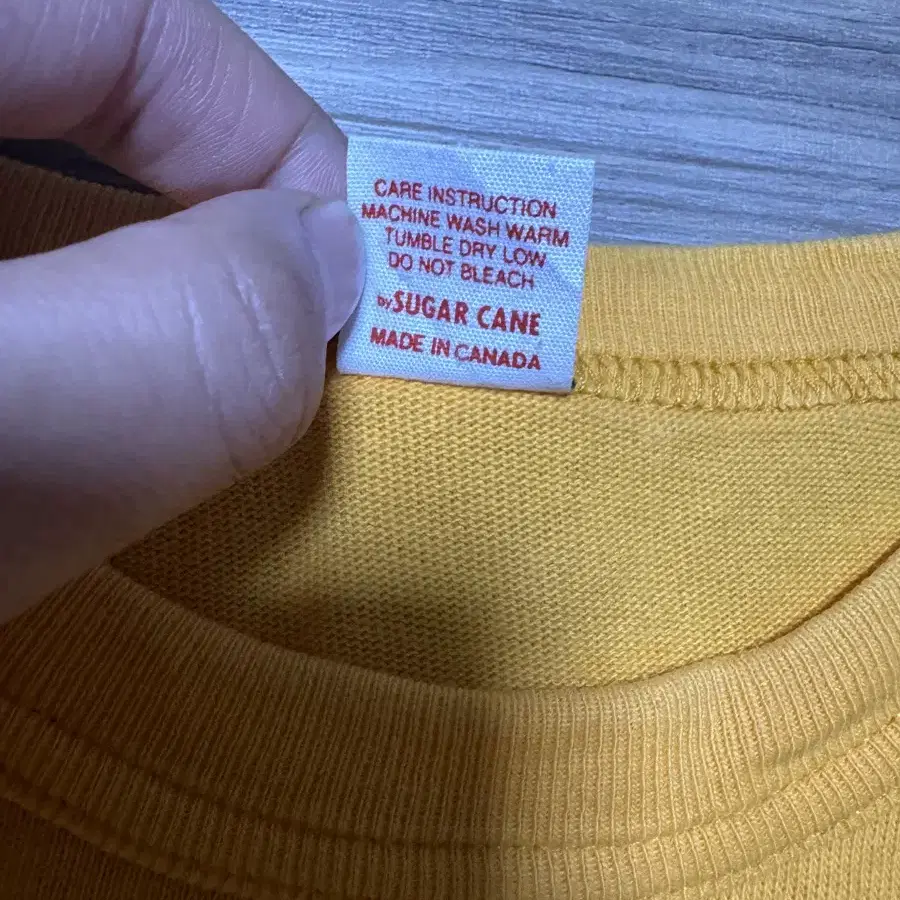 CARE INSTRUCTION
MACHINE WASH WARM
TUMBLE DRY LOW
DO NOT BLEACH
by SUGAR CANE
MADE IN CANADA